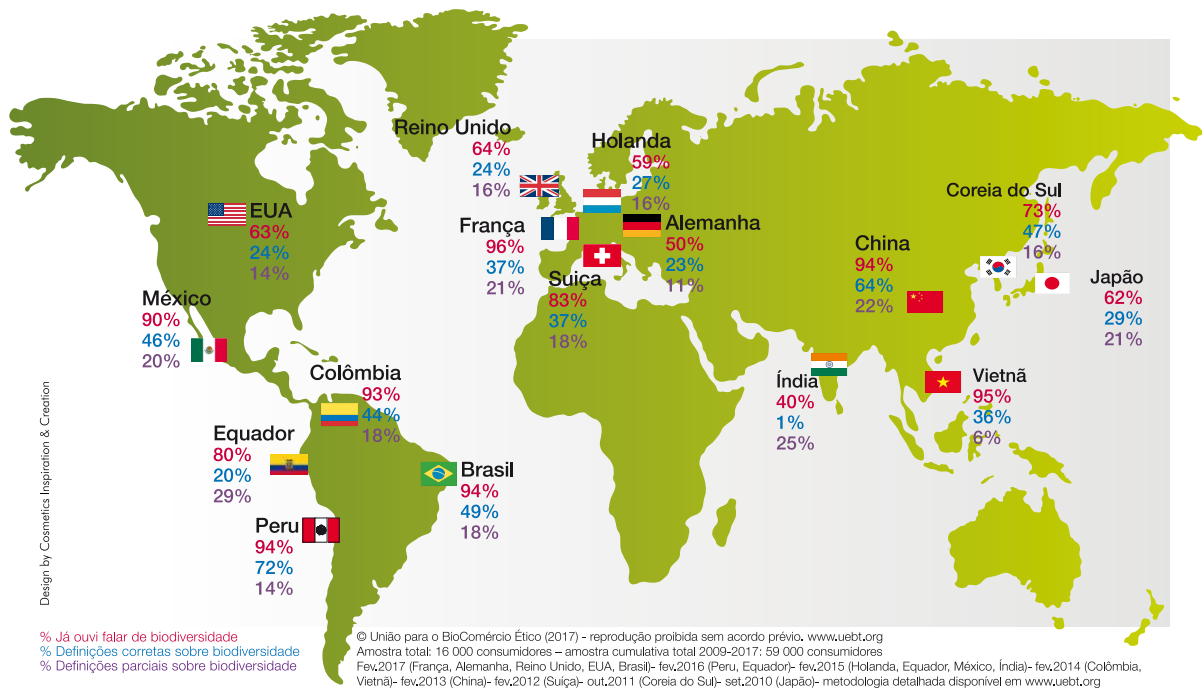 Reino Unido
64%
24%
16%
Holanda
59%
27%
16%
EUA
63%
24%
14%
França
96%
37%
21%
Alemanha
50%
23%
11%
Suiça
83%
37%
18%
Coreia do Sul
73%
47%
16%
China
94%
64%
22%
Japão
62%
29%
21%
México
90%
46%
20%
Colômbia
93%
44%
18%
Índia
40%
1%
25%
Vietnã
95%
36%
6%
Equador
80%
20%
29%
Brasil
94%
49%
18%
Peru
94%
72%
14%
Design by Cosmetics Inspiration & Creation
% Já ouvi falar de biodiversidade
% Definições corretas sobre biodiversidade
% Definições parciais sobre biodiversidade
© União para o BioComércio Ético (2017) - reprodução proibida sem acordo prévio. www.uebt.org
Amostra total: 16 000 consumidores – amostra cumulativa total 2009-2017: 59 000 consumidores
Fev.2017 (França, Alemanha, Reino Unido, EUA, Brasil)- fev.2016 (Peru, Equador)- fev.2015 (Holanda, Equador, México, Índia)- fev.2014 (Colômbia,
Vietnã)- fev.2013 (China)- fev.2012 (Suiça)- out.2011 (Coreia do Sul)- set.2010 (Japão)- metodologia detalhada disponível em www.uebt.org